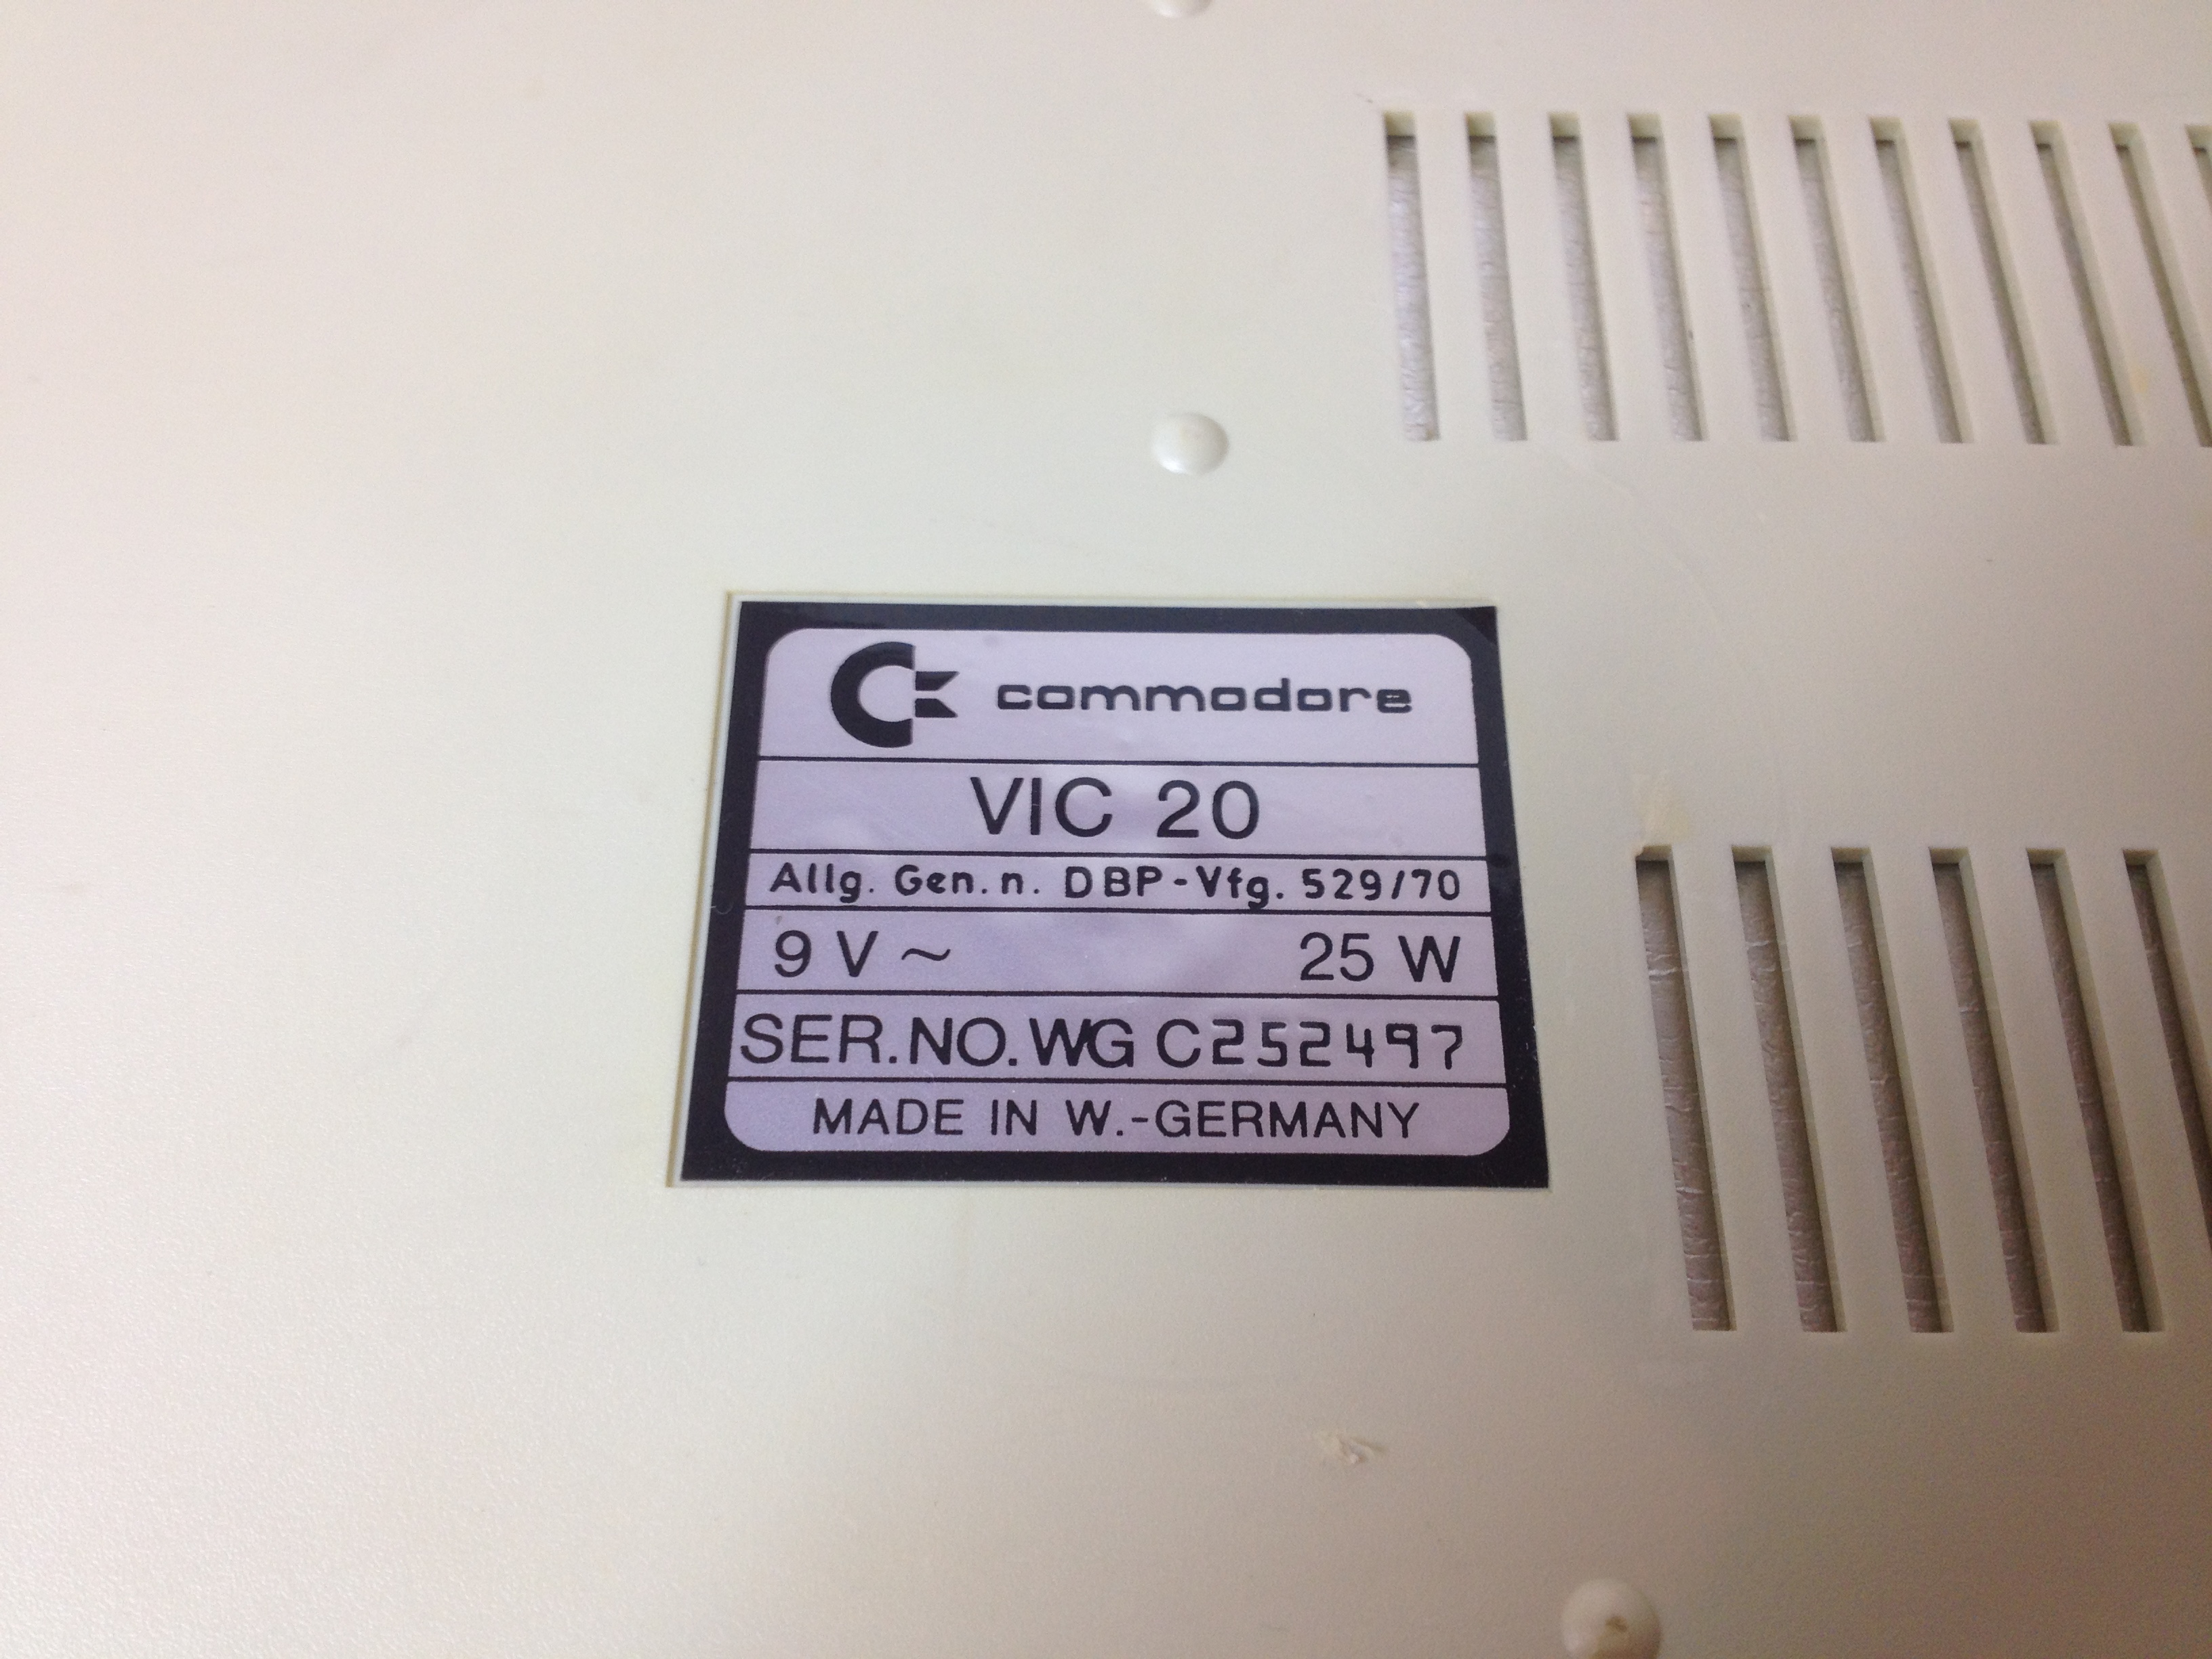 commodore
VIC 20
Allg. Gen. n. DBP-Vfg. 529/70
9 V ~ 25 W
SER.NO. WG C252497
MADE IN W.-GERMANY